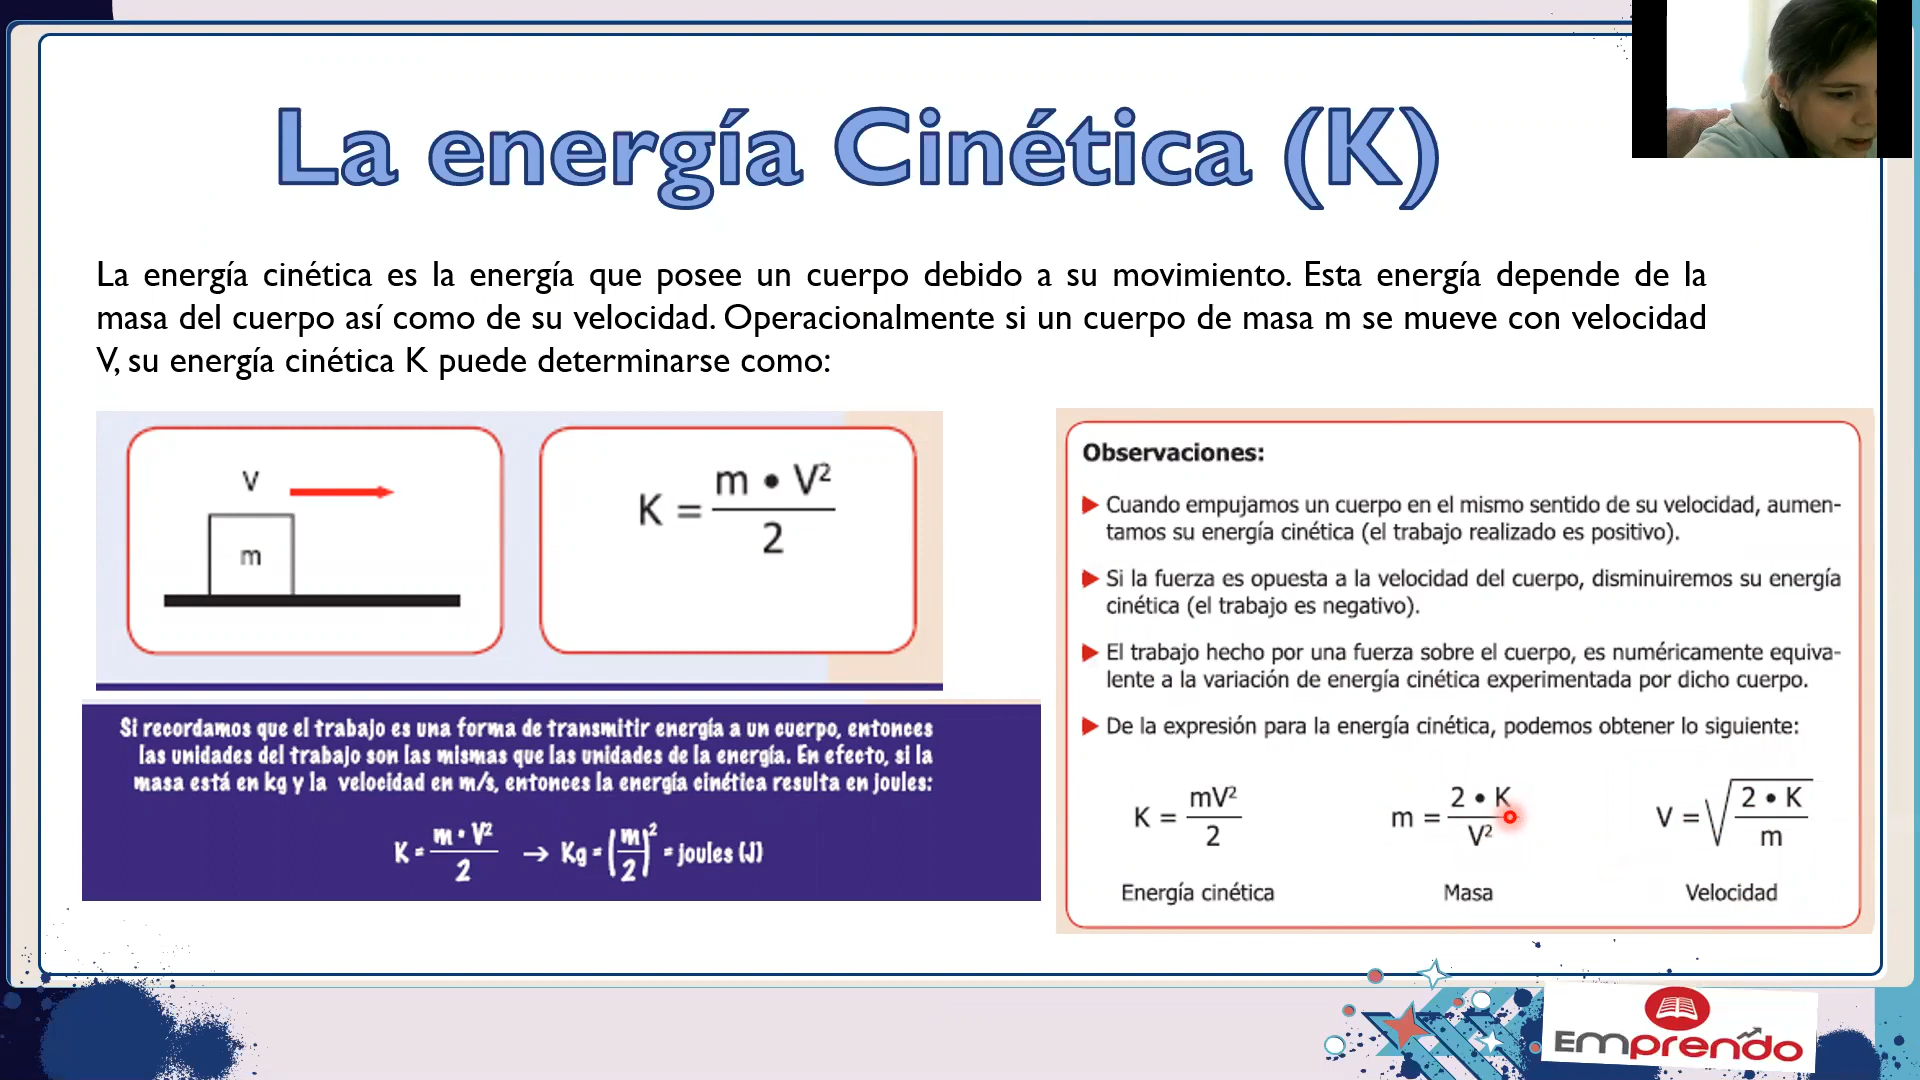 La energía Cinética (K)
La energía cinética es la energía que posee un cuerpo debido a su movimiento. Esta energía depende de la
masa del cuerpo así como de su velocidad. Operacionalmente si un cuerpo de masa m se mueve con velocidad
V, su energía cinética K puede determinarse como:
V
m
K = m • V² / 2
Si recordamos que el trabajo es una forma de transmitir energía a un cuerpo, entonces
las unidades del trabajo son las mismas que las unidades de la energía. En efecto, si la
masa está en kg y la velocidad en m/s, entonces la energía cinética resulta en joules:
K = m · V² / 2 → Kg = (m/2)² = joules (J)
Observaciones:
Cuando empujamos un cuerpo en el mismo sentido de su velocidad, aumen-
tamos su energía cinética (el trabajo realizado es positivo).
Si la fuerza es opuesta a la velocidad del cuerpo, disminuiremos su energía
cinética (el trabajo es negativo).
El trabajo hecho por una fuerza sobre el cuerpo, es numéricamente equiva-
lente a la variación de energía cinética experimentada por dicho cuerpo.
De la expresión para la energía cinética, podemos obtener lo siguiente:
K = mV² / 2 m = 2 • K / V² V = √(2 • K / m)
Energía cinética Masa Velocidad
Emprendo